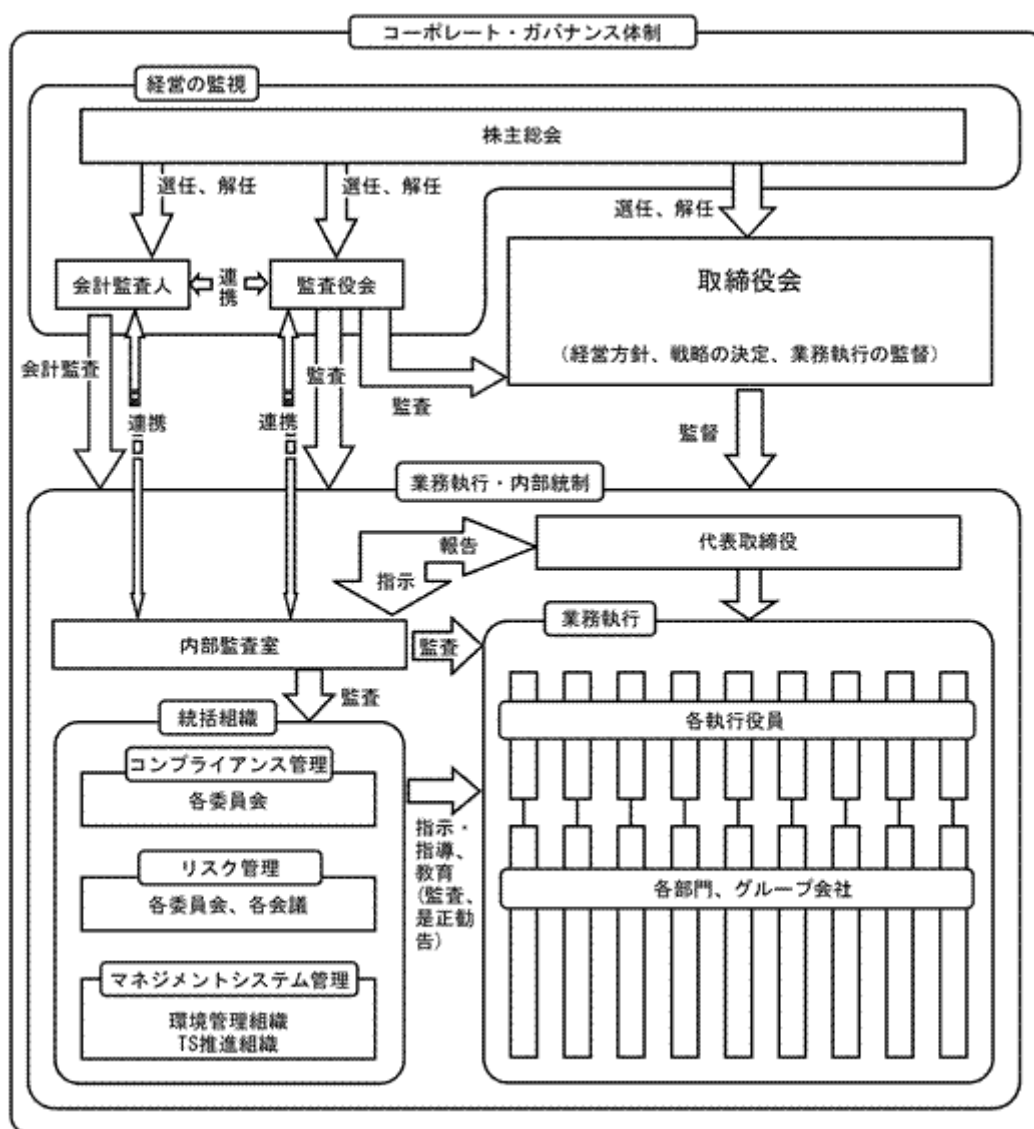 コーポレート・ガバナンス体制
経営の監視
株主総会
選任、解任
選任、解任
選任、解任
会計監査人
連
携
監査役会
取締役会
(経営方針、戦略の決定、業務執行の監督)
会計監査
監査
監査
連携
連携
監督
業務執行・内部統制
報告
代表取締役
指示
業務執行
内部監査室
監査
監査
統括組織
各執行役員
コンプライアンス管理
各委員会
指示・
指導、
教育
(監査、
是正勧
告)
リスク管理
各委員会、各会議
各部門、グループ会社
マネジメントシステム管理
環境管理組織
TS推進組織